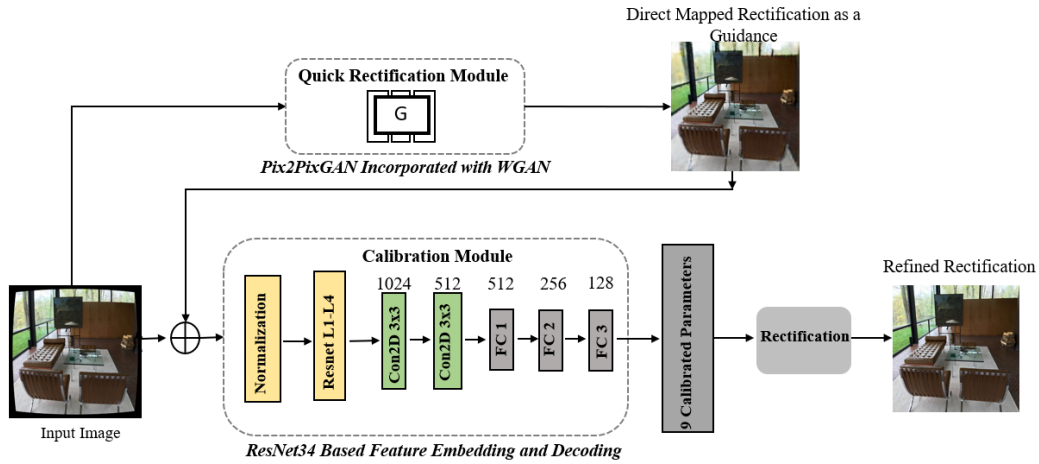 Direct Mapped Rectification as a
Guidance
Quick Rectification Module
G
Pix2PixGAN Incorporated with WGAN
Calibration Module
1024 512 512 256 128
Normalization
Resnet L1-L4
Con2D 3x3
Con2D 3x3
FC 1
FC 2
FC 3
9 Calibrated Parameters
Rectification
Refined Rectification
Input Image
ResNet34 Based Feature Embedding and Decoding